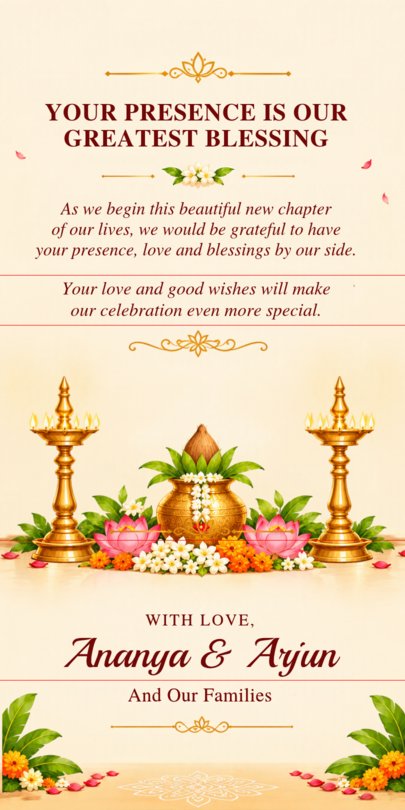 YOUR PRESENCE IS OUR
GREATEST BLESSING
As we begin this beautiful new chapter
of our lives, we would be grateful to have
your presence, love and blessings by our side.
Your love and good wishes will make
our celebration even more special.
WITH LOVE,
Ananya & Arjun
And Our Families